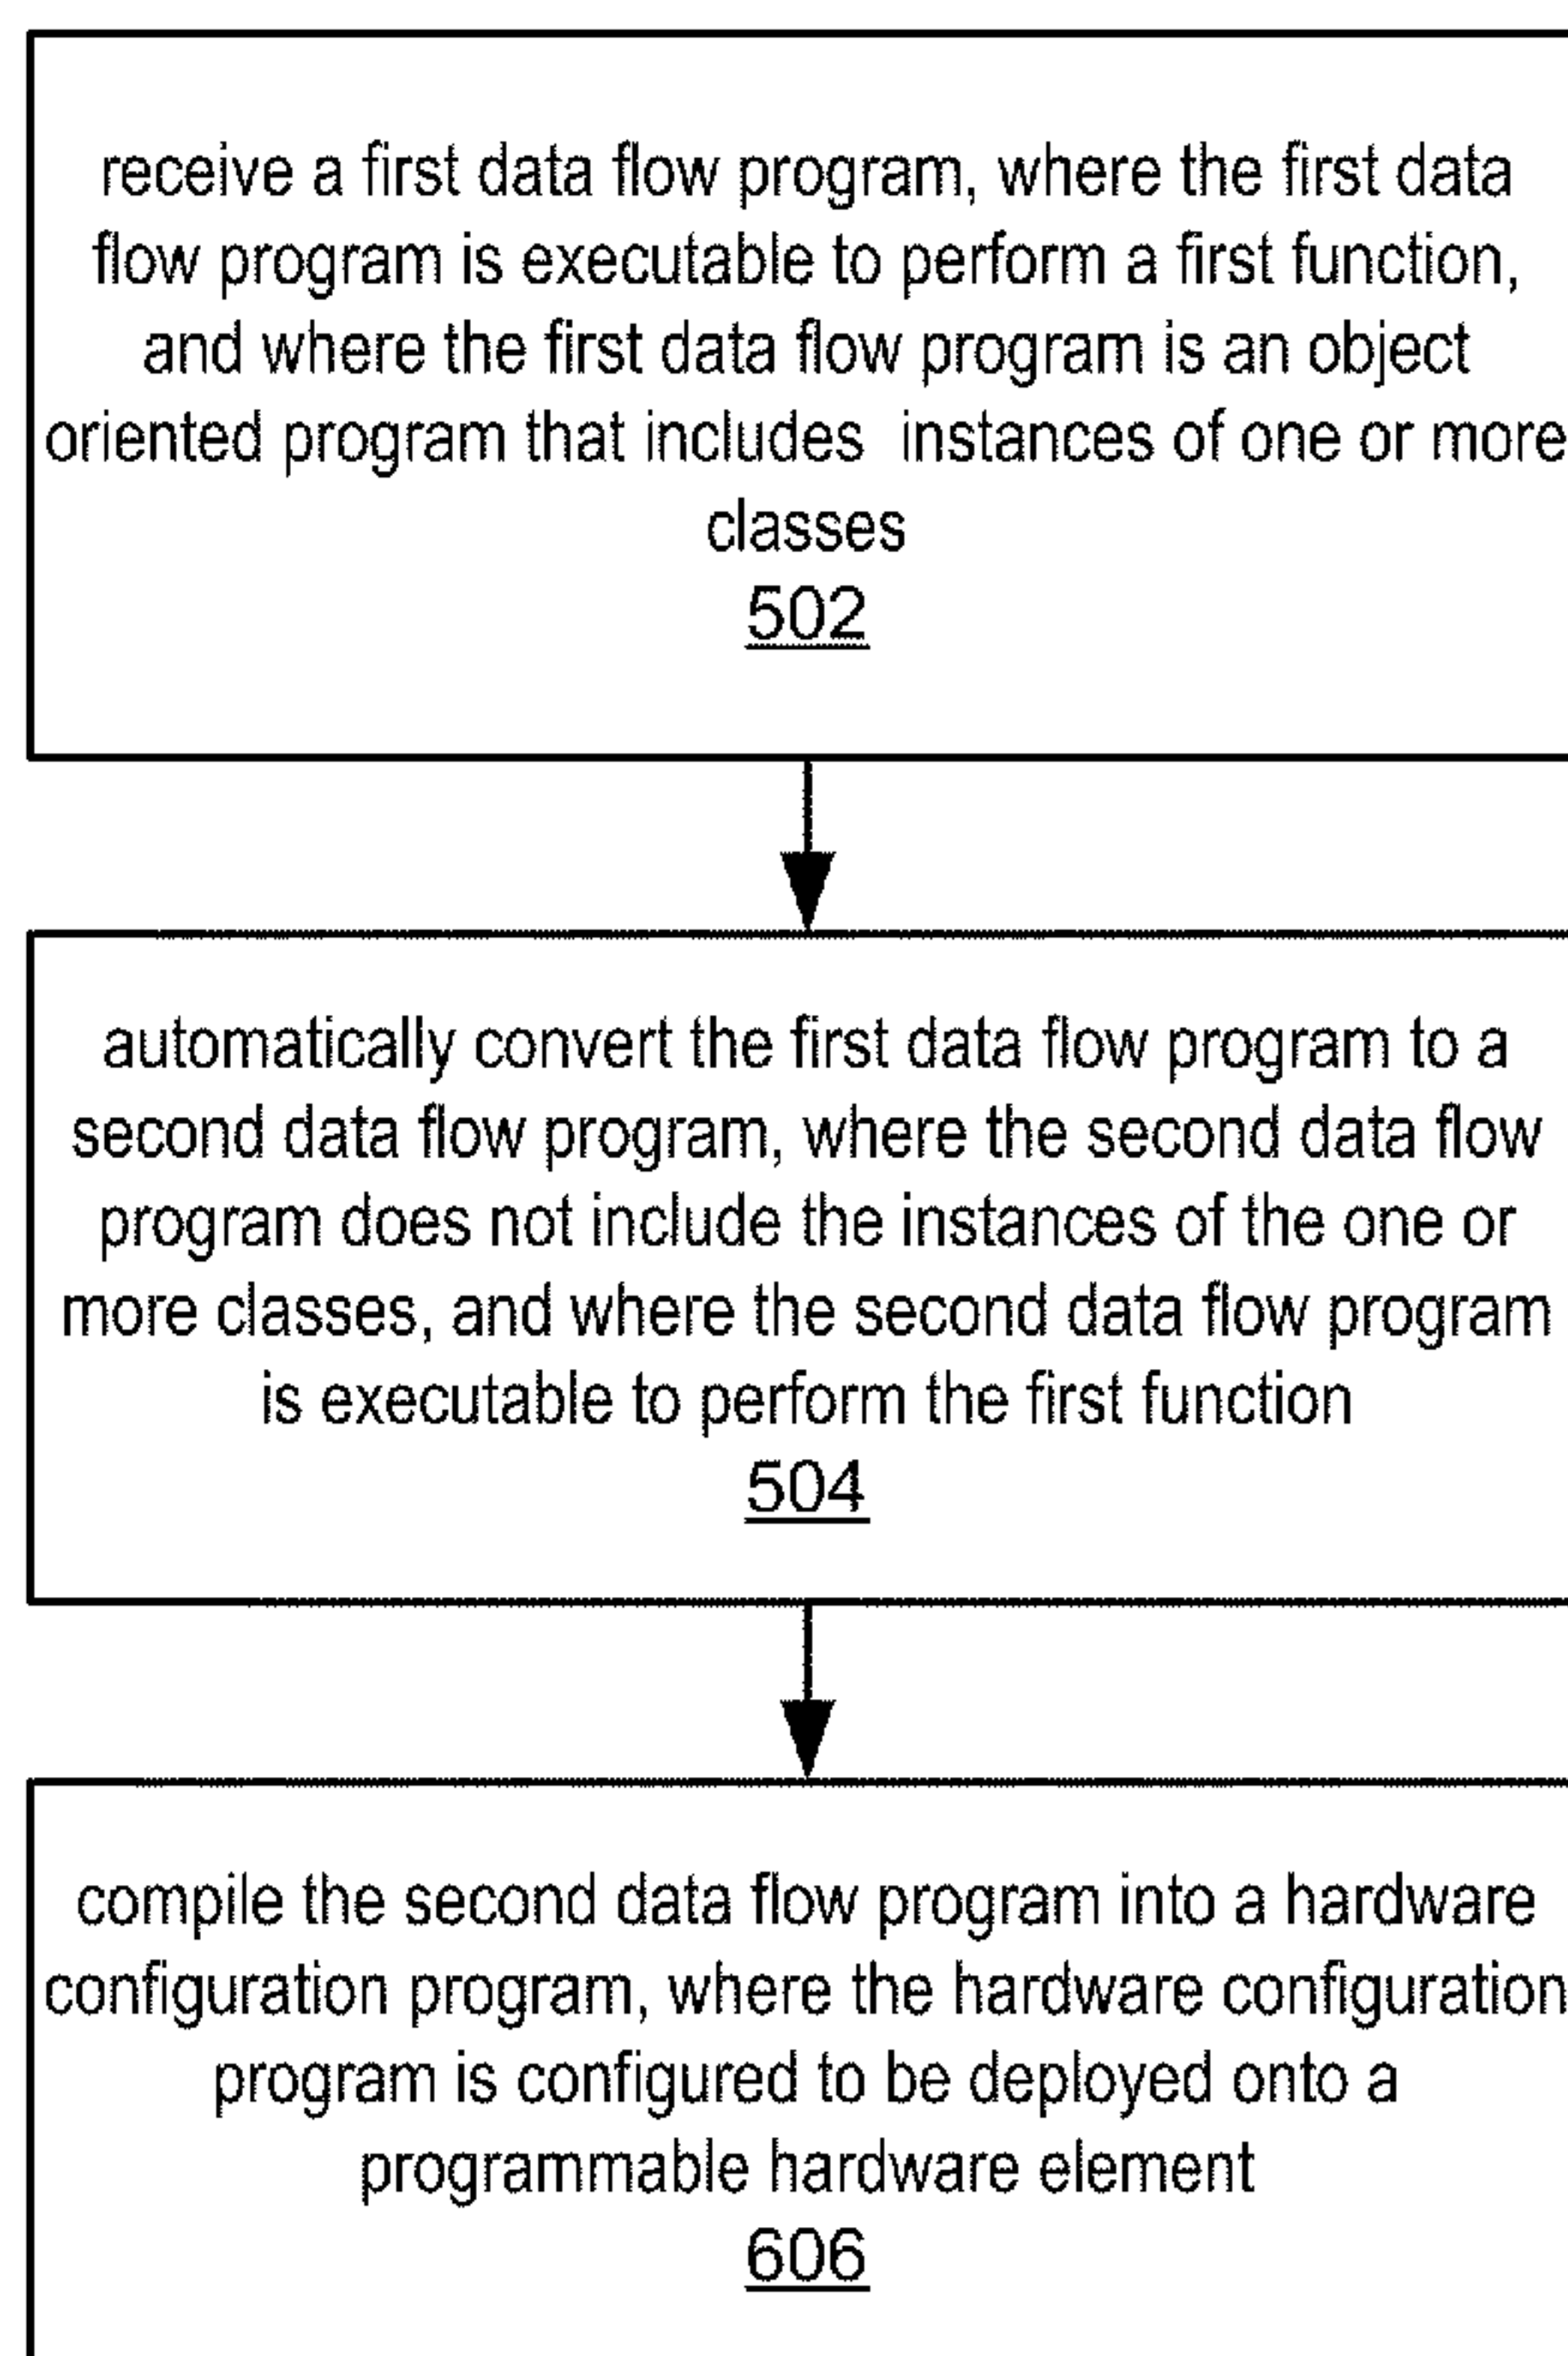 receive a first data flow program, where the first data
flow program is executable to perform a first function,
and where the first data flow program is an object
oriented program that includes  instances of one or more
classes
502
automatically convert the first data flow program to a
second data flow program, where the second data flow
program does not include the instances of the one or
more classes, and where the second data flow program
is executable to perform the first function
504
compile the second data flow program into a hardware
configuration program, where the hardware configuration
program is configured to be deployed onto a
programmable hardware element
606